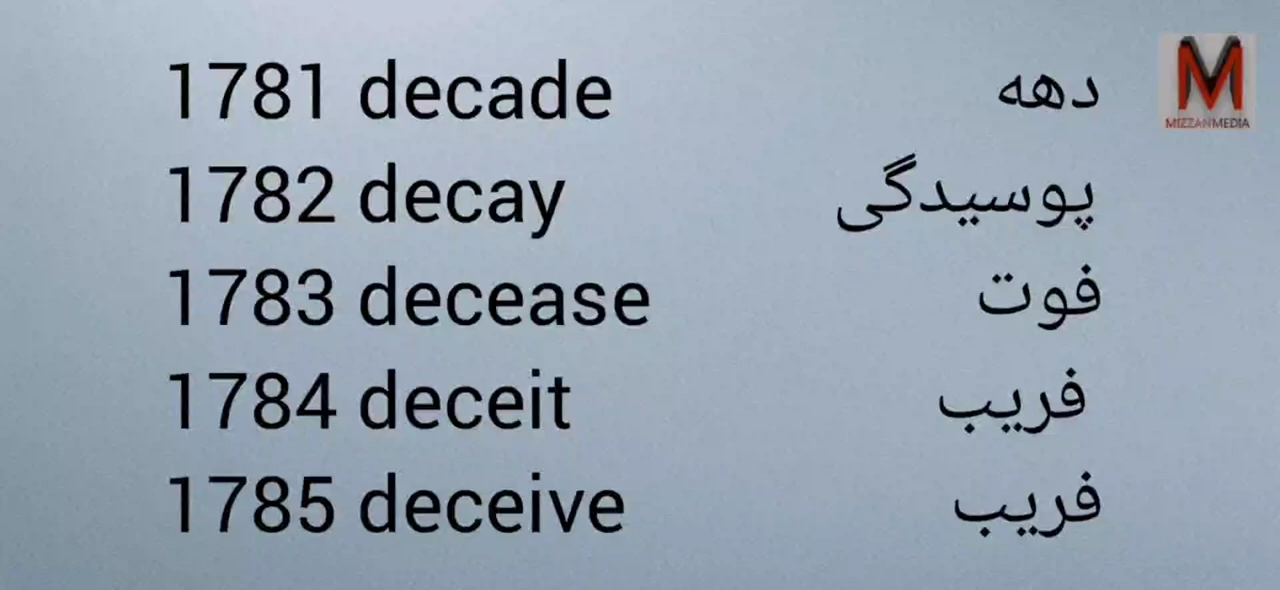 1781 decade دهه
1782 decay پوسیدگی
1783 decease فوت
1784 deceit فریب
1785 deceive فریب
MIZZANMEDIA